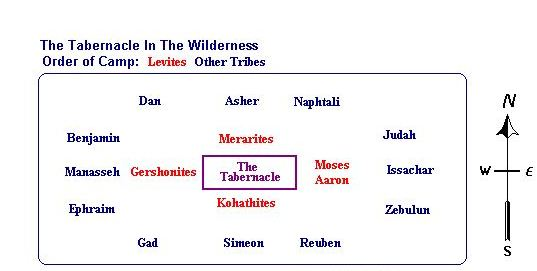 The Tabernacle In The Wilderness
Order of Camp: Levites Other Tribes
Dan Asher Naphtali
N
Benjamin Merarites Judah
Manasseh Gershonites The Tabernacle Moses Aaron Issachar
W E
Ephraim Kohathites Zebulun
Gad Simeon Reuben
S